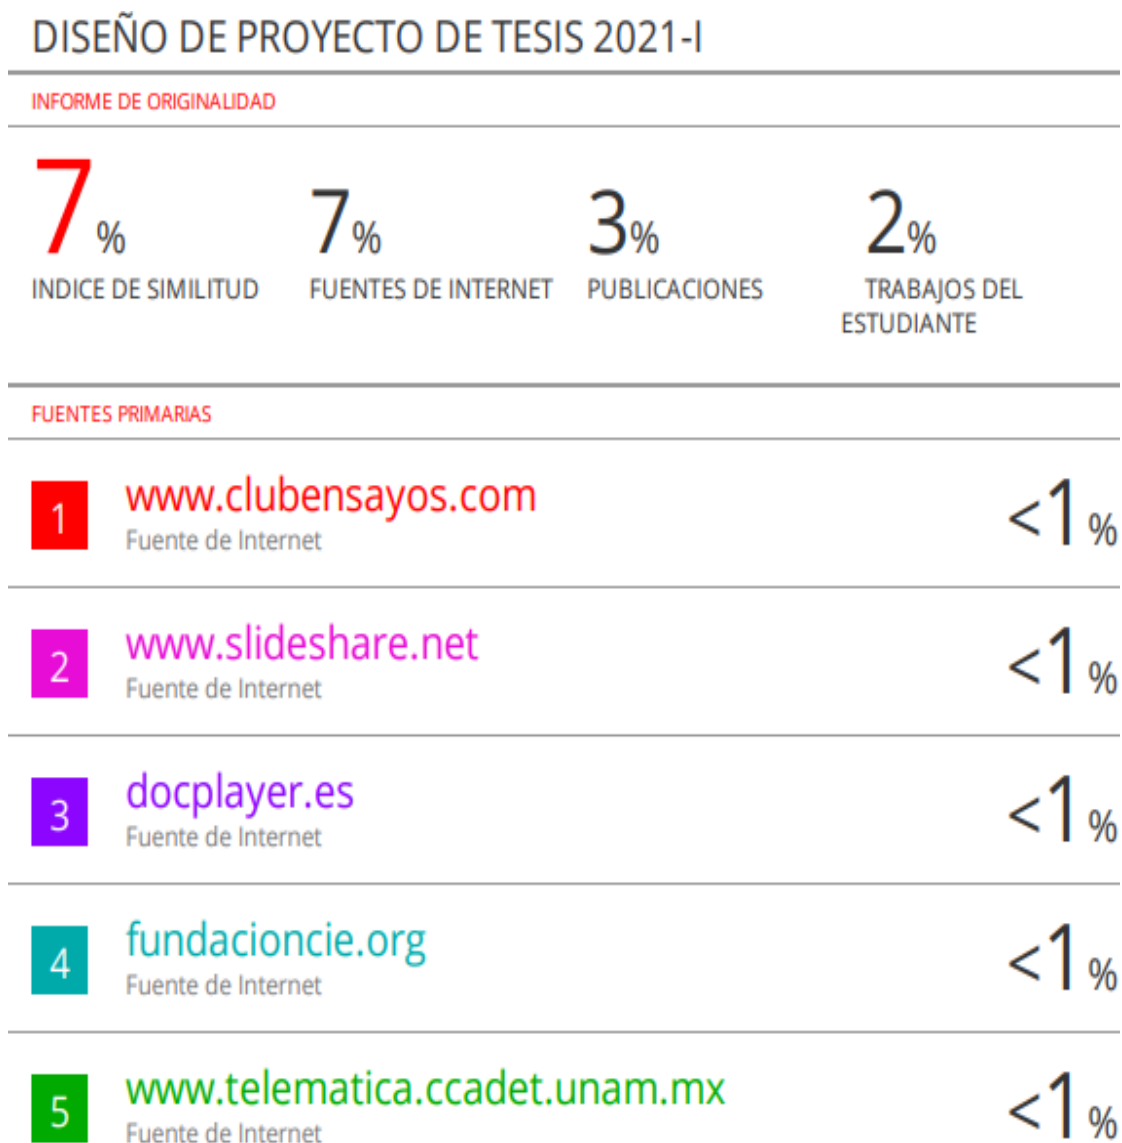 DISEÑO DE PROYECTO DE TESIS 2021-I
INFORME DE ORIGINALIDAD
7% 7% 3% 2%
INDICE DE SIMILITUD FUENTES DE INTERNET PUBLICACIONES TRABAJOS DEL
ESTUDIANTE
FUENTES PRIMARIAS
1 www.clubensayos.com <1%
Fuente de Internet
2 www.slideshare.net <1%
Fuente de Internet
3 docplayer.es <1%
Fuente de Internet
4 fundacioncie.org <1%
Fuente de Internet
5 www.telematica.ccadet.unam.mx <1%
Fuente de Internet